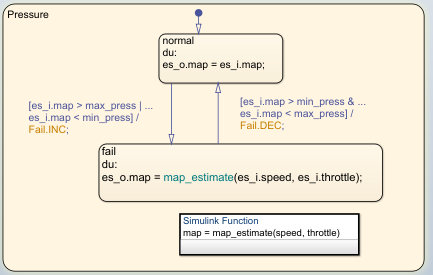 Pressure
normal
du:
es_o.map = es_i.map;
[es_i.map > max_press | ...
es_i.map < min_press] /
Fail.INC;
[es_i.map > min_press & ...
es_i.map < max_press] /
Fail.DEC;
fail
du:
es_o.map = map_estimate(es_i.speed, es_i.throttle);
Simulink Function
map = map_estimate(speed, throttle)